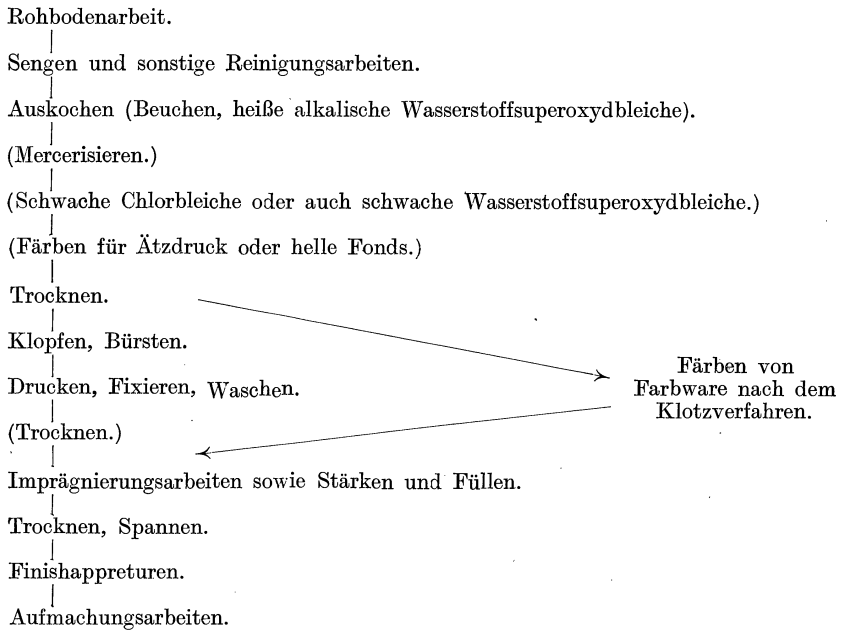 Rohbodenarbeit.
Sengen und sonstige Reinigungsarbeiten.
Auskochen (Beuchen, heiße alkalische Wasserstoffsuperoxydbleiche).
(Mercerisieren.)
(Schwache Chlorbleiche oder auch schwache Wasserstoffsuperoxydbleiche.)
(Färben für Ätzdruck oder helle Fonds.)
Trocknen.
Klopfen, Bürsten.
Drucken, Fixieren, Waschen.
(Trocknen.)
Färben von
Farbware nach dem
Klotzverfahren.
Imprägnierungsarbeiten sowie Stärken und Füllen.
Trocknen, Spannen.
Finishappreturen.
Aufmachungsarbeiten.